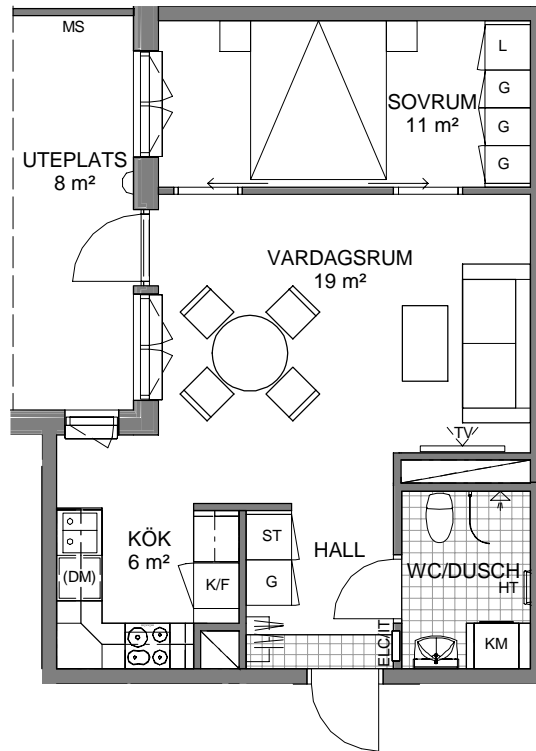 MS
L
G
SOVRUM
11 m²
G
UTEPLATS
8 m²
G
VARDAGSRUM
19 m²
TV
ST
KÖK
6 m²
HALL
(DM)
K/F
G
WC/DUSCH
HT
ELC/IT
KM